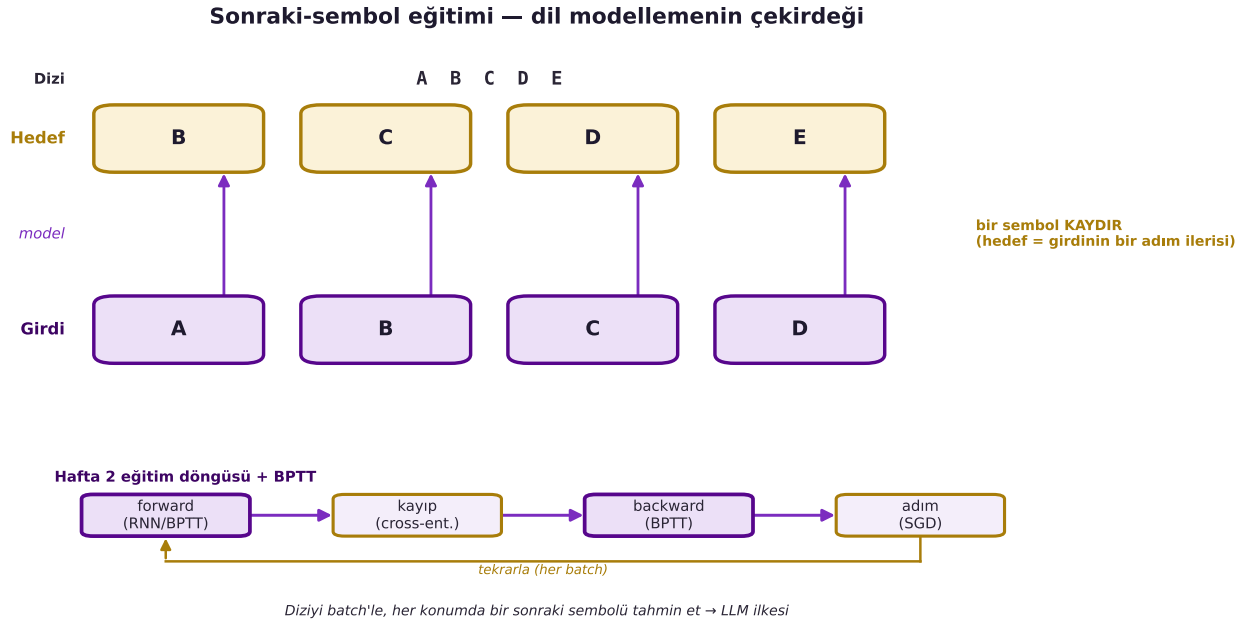 Sonraki-sembol eğitimi — dil modellemenin çekirdeği
Dizi
A B C D E
Hedef
B
C
D
E
model
bir sembol KAYDIR
(hedef = girdinin bir adım ilerisi)
Girdi
A
B
C
D
Hafta 2 eğitim döngüsü + BPTT
forward
(RNN/BPTT)
kayıp
(cross-ent.)
backward
(BPTT)
adım
(SGD)
tekrarla (her batch)
Diziyi batch'le, her konumda bir sonraki sembolü tahmin et → LLM ilkesi